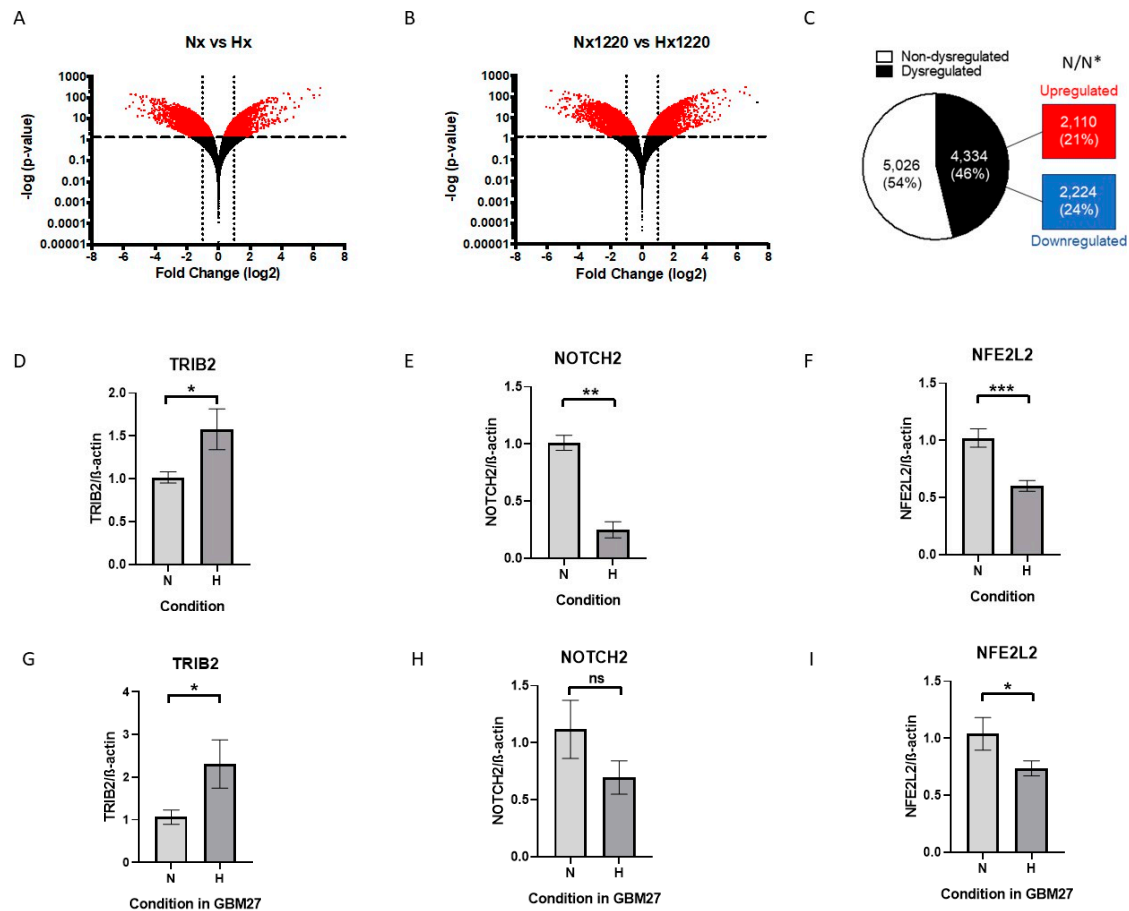 A
Nx vs Hx
-log (p-value)
1000
100
10
1
0.1
0.01
0.001
0.0001
0.00001
-8 -6 -4 -2 0 2 4 6 8
Fold Change (log2)
B
Nx1220 vs Hx1220
-log (p-value)
1000
100
10
1
0.1
0.01
0.001
0.0001
0.00001
-8 -6 -4 -2 0 2 4 6 8
Fold Change (log2)
C
Non-dysregulated
Dysregulated
N/N*
Upregulated
2,110
(21%)
5,026
(54%)
4,334
(46%)
2,224
(24%)
Downregulated
D
TRIB2
*
TRIB2/ß-actin
2.0
1.5
1.0
0.5
0.0
N H
Condition
E
NOTCH2
**
NOTCH2/ß-actin
1.5
1.0
0.5
0.0
N H
Condition
F
NFE2L2
***
NFE2L2/ß-actin
1.5
1.0
0.5
0.0
N H
Condition
G
TRIB2
*
TRIB2/ß-actin
4
3
2
1
0
N H
Condition in GBM27
H
NOTCH2
ns
NOTCH2/ß-actin
1.5
1.0
0.5
0.0
N H
Condition in GBM27
I
NFE2L2
*
NFE2L2/ß-actin
1.5
1.0
0.5
0.0
N H
Condition in GBM27